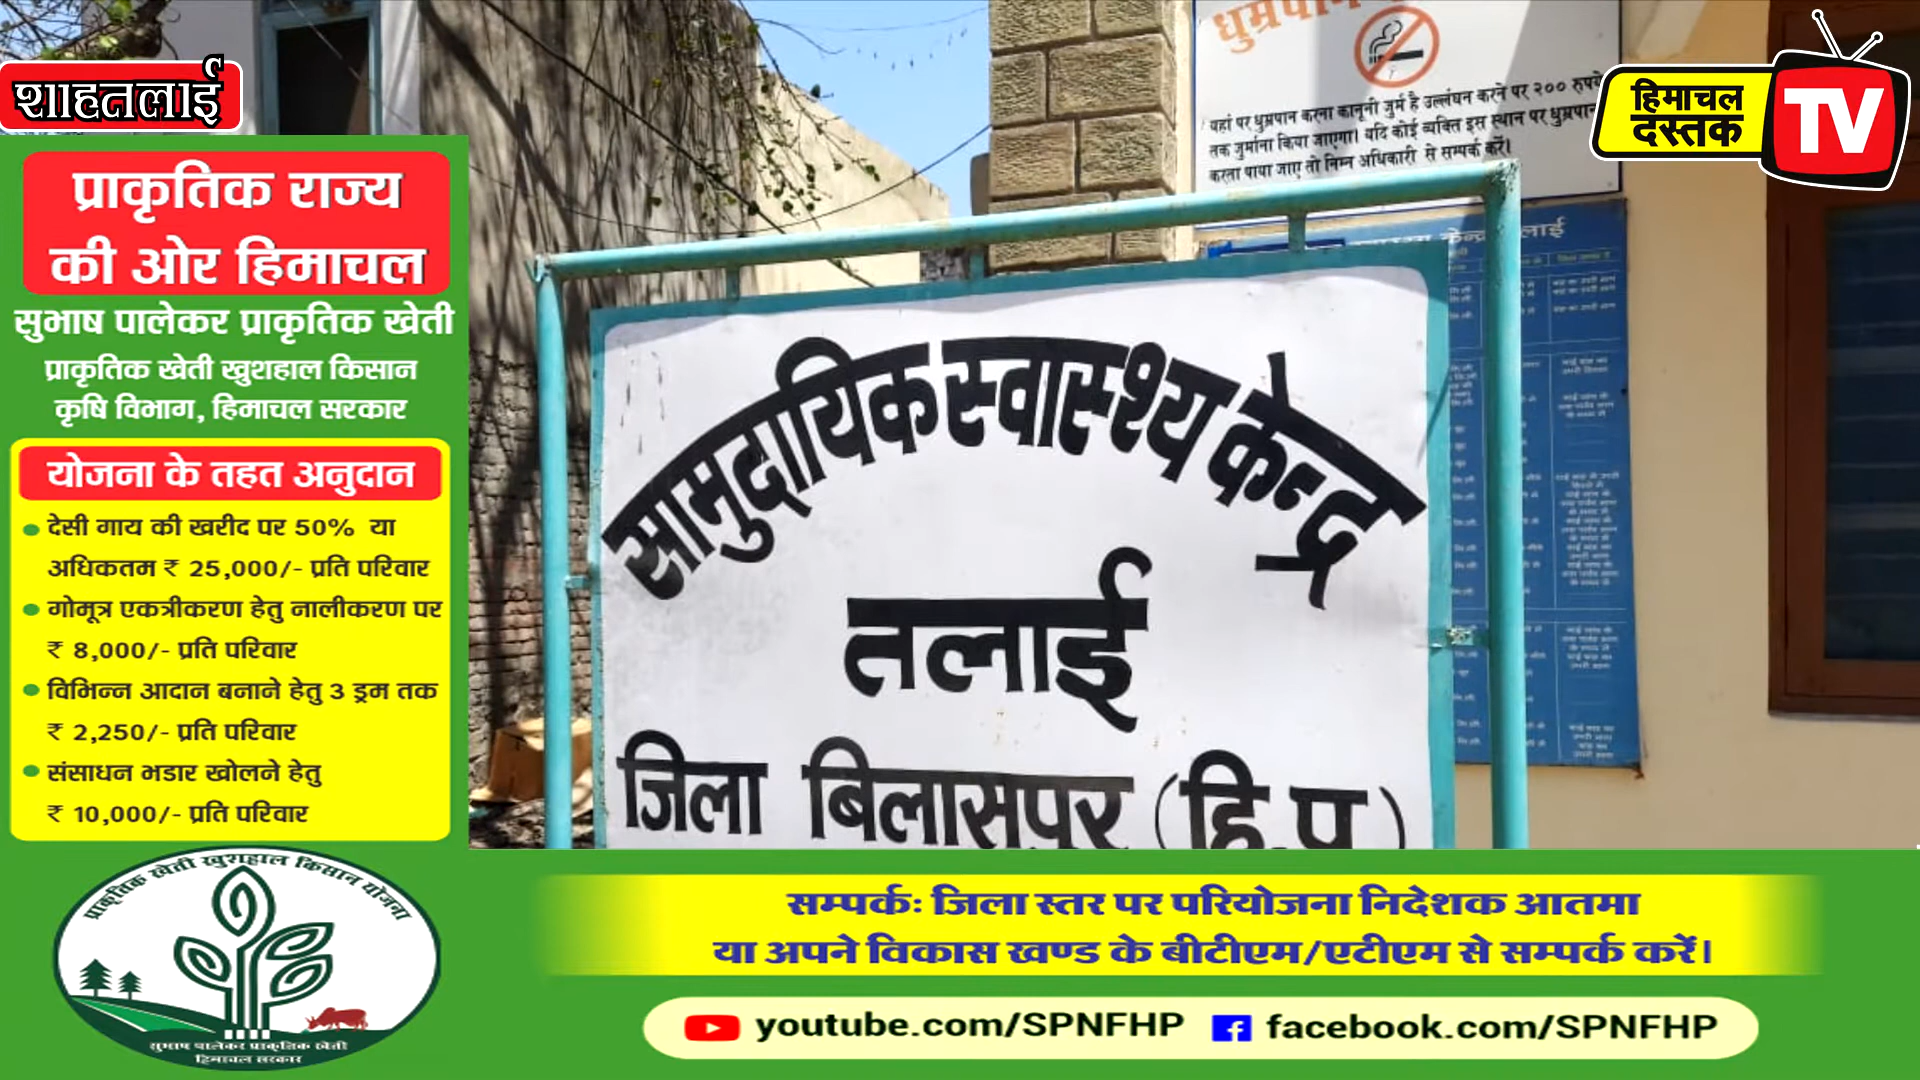 शाहतलाई
हिमाचल
दस्तक
TV
प्राकृतिक राज्य
की ओर हिमाचल
सुभाष पालेकर प्राकृतिक खेती
प्राकृतिक खेती खुशहाल किसान
कृषि विभाग, हिमाचल सरकार
योजना के तहत अनुदान
देसी गाय की खरीद पर 50% या
अधिकतम ₹ 25,000/- प्रति परिवार
गोमूत्र एकत्रीकरण हेतु नालीकरण पर
₹ 8,000/- प्रति परिवार
विभिन्न आदान बनाने हेतु 3 ड्रम तक
₹ 2,250/- प्रति परिवार
संसाधन भडार खोलने हेतु
₹ 10,000/- प्रति परिवार
प्राकृतिक खेती खुशहाल किसान योजना
सुभाष पालेकर प्राकृतिक खेती
हिमाचल सरकार
धुम्रपान
यहां पर धुम्रपान करना कानूनी जुर्म है उल्लंघन करने पर २०० रुपये
तक जुर्माना किया जाएगा। यदि कोई व्यक्ति इस स्थान पर धुम्रपान
करता पाया जाए तो निम्न अधिकारी से सम्पर्क करें।
सामुदायिक स्वास्थ्य केन्द्र
तलाई
जिला बिलासपुर (हि.प्र)
सम्पर्क: जिला स्तर पर परियोजना निदेशक आतमा
या अपने विकास खण्ड के बीटीएम/एटीएम से सम्पर्क करें।
youtube.com/SPNFHP
facebook.com/SPNFHP